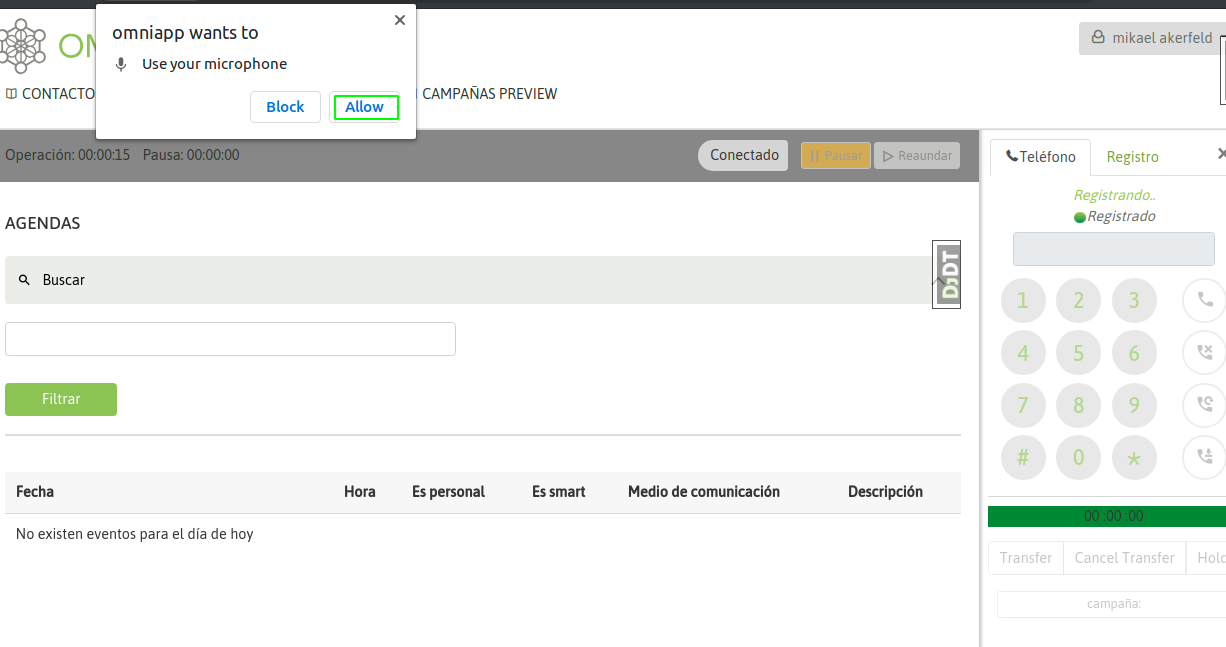 omniapp wants to
Use your microphone
Block
Allow
mikael akerfeld
CONTACTO
CAMPAÑAS PREVIEW
Operación: 00:00:15 Pausa: 00:00:00
Conectado
Pausar
Reaundar
Teléfono
Registro
Registrando..
Registrado
AGENDAS
Buscar
DjDT
Filtrar
1 2 3
4 5 6
7 8 9
# 0 *
Fecha Hora Es personal Es smart Medio de comunicación Descripción
No existen eventos para el día de hoy
00 :00 :00
Transfer Cancel Transfer Hold
campaña: